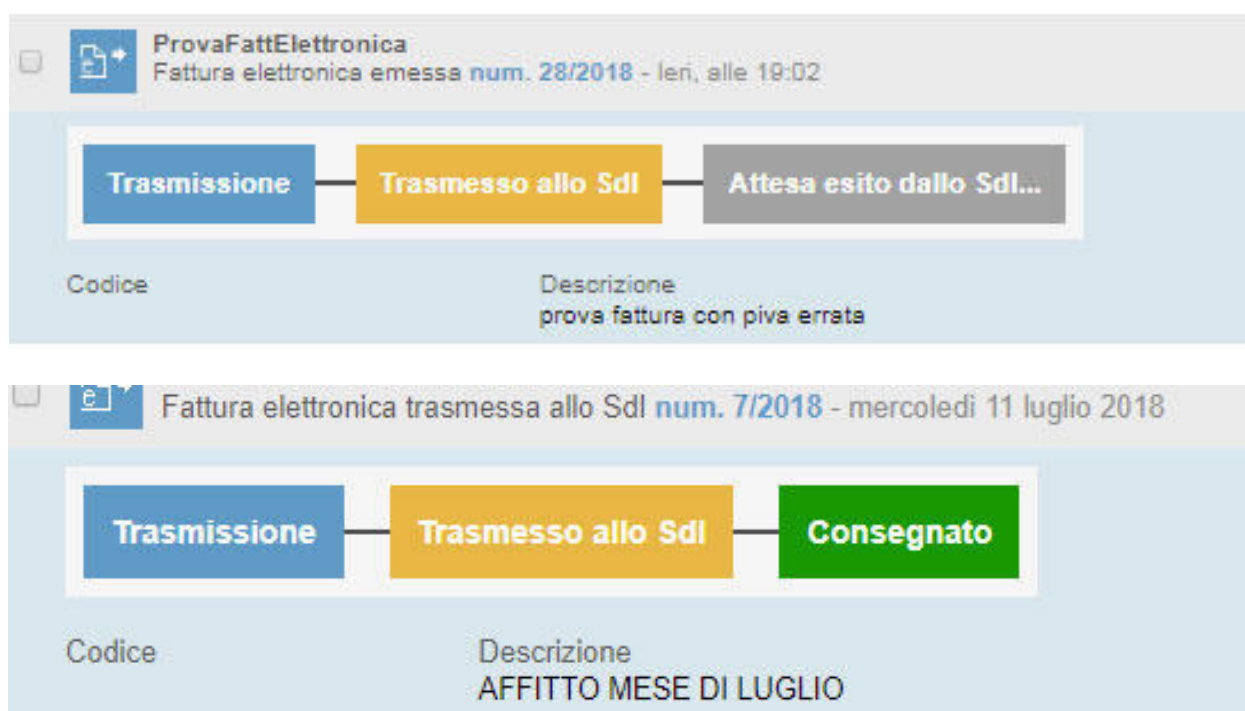 ProvaFattElettronica
Fattura elettronica emessa num. 28/2018 - Ieri, alle 19:02
Trasmissione Trasmesso allo SdI Attesa esito dallo SdI...
Codice Descrizione
prova fattura con piva errata
Fattura elettronica trasmessa allo SdI num. 7/2018 - mercoledì 11 luglio 2018
Trasmissione Trasmesso allo SdI Consegnato
Codice Descrizione
AFFITTO MESE DI LUGLIO